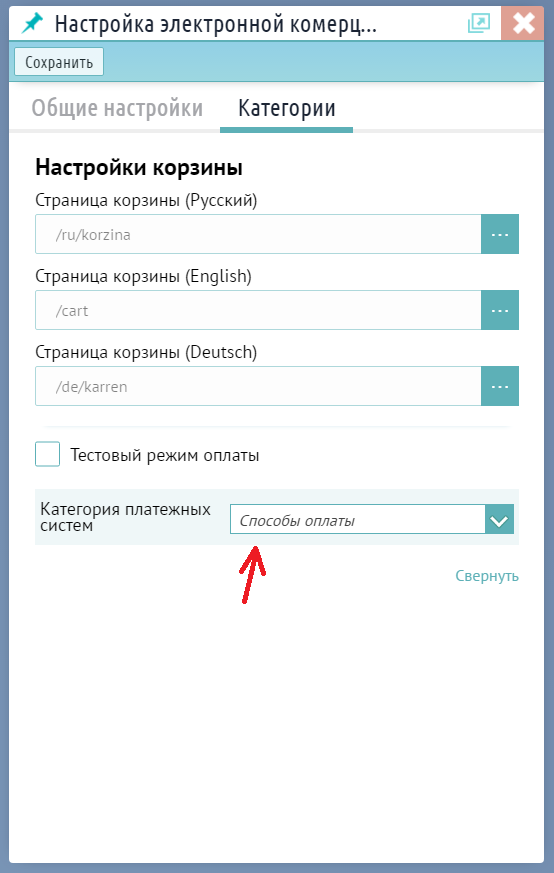 Настройка электронной комерц...
Сохранить
Общие настройки Категории
Настройки корзины
Страница корзины (Русский)
/ru/korzina
...
Страница корзины (English)
/cart
...
Страница корзины (Deutsch)
/de/karren
...
Тестовый режим оплаты
Категория платежных
систем
Способы оплаты
Свернуть